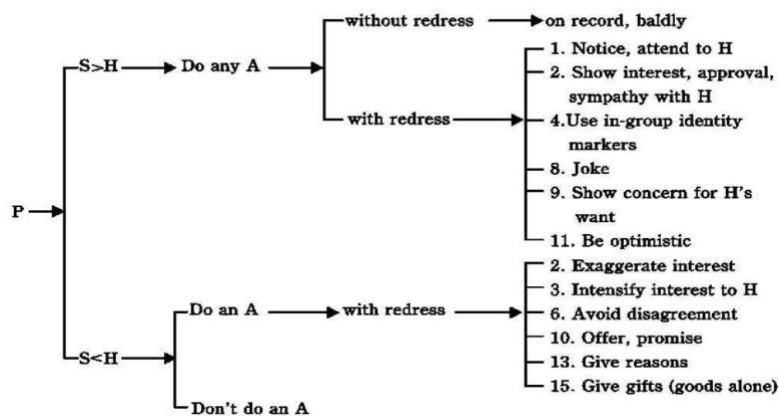 without redress on record, baldly
S>H Do any A
with redress
1. Notice, attend to H
2. Show interest, approval,
sympathy with H
4.Use in-group identity
markers
8. Joke
9. Show concern for H's
want
11. Be optimistic
P
S<H
Do an A with redress
2. Exaggerate interest
3. Intensify interest to H
6. Avoid disagreement
10. Offer, promise
13. Give reasons
15. Give gifts (goods alone)
Don't do an A